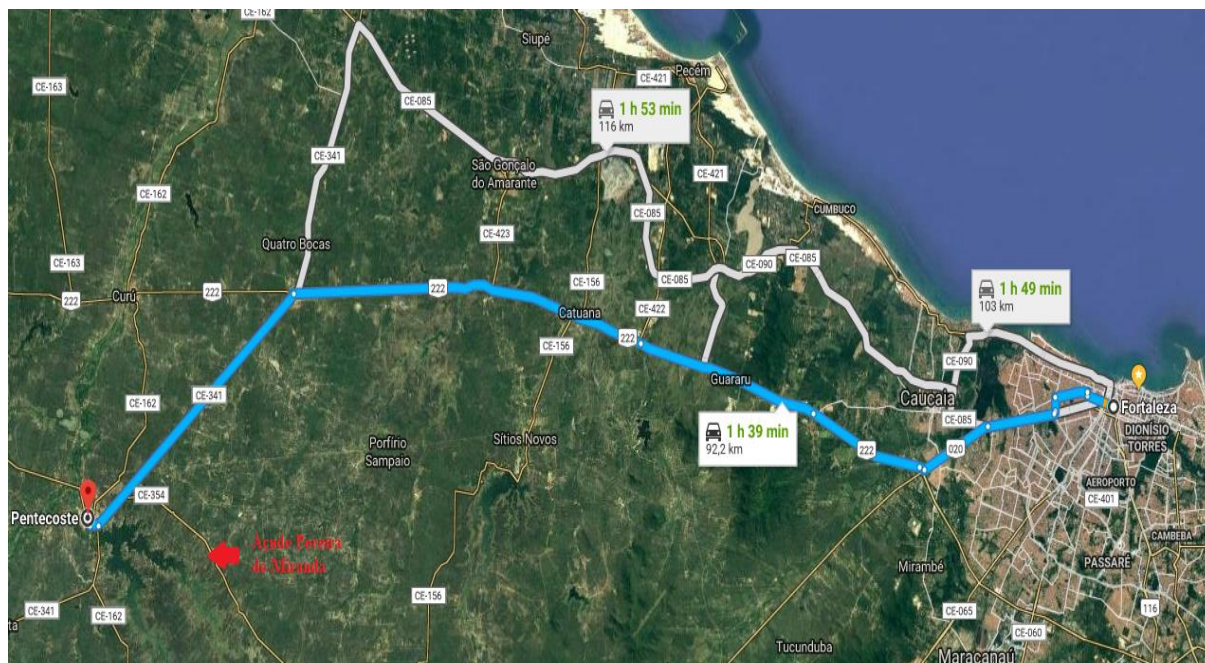 CE-162
Siupé
CE-163
CE-085
CE-421
Pecém
1 h 53 min
116 km
CE-341
São Gonçalo
do Amarante
CE-421
CE-162
CE-085
CUMBUCO
CE-423
Quatro Bocas
CE-163
CE-090
CE-085
CE-085
222
Curú
222
222
CE-156
CE-422
1 h 49 min
103 km
Catuana
222
CE-156
CE-090
Guararu
CE-341
Caucaia
CE-162
CE-085
Fortaleza
1 h 39 min
92,2 km
DIONÍSIO
TORRES
Porfírio
Sampaio
Sítios Novos
222
020
AEROPORTO
CE-401
CE-354
Pentecoste
CAMBEBA
Açude Pereira
de Miranda
PASSARÉ
Mirambé
CE-156
CE-341
CE-162
CE-065
116
ta
CE-060
Tucunduba
Maracanaú